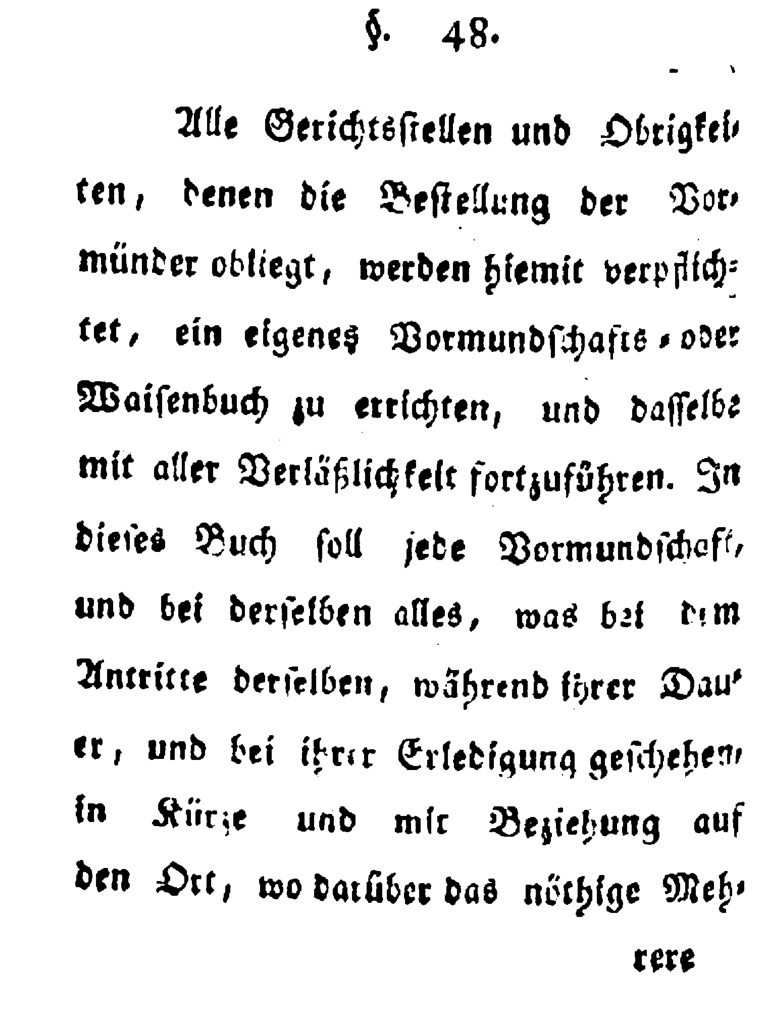 §. 48.
Alle Gerichtsstellen und Obrigkei-
ten, denen die Bestellung der Vor-
münder obliegt, werden hiemit verpflich-
tet, ein eigenes Vormundschafts- oder
Waisenbuch zu errichten, und dasselbe
mit aller Verläßlichkeit fortzuführen. In
dieses Buch soll jede Vormundschaft,
und bei derselben alles, was bei dem
Antritte derselben, während ihrer Dau-
er, und bei ihrer Erledigung geschehen,
in Kürze und mit Beziehung auf
den Ort, wo darüber das nöthige Meh-
rere